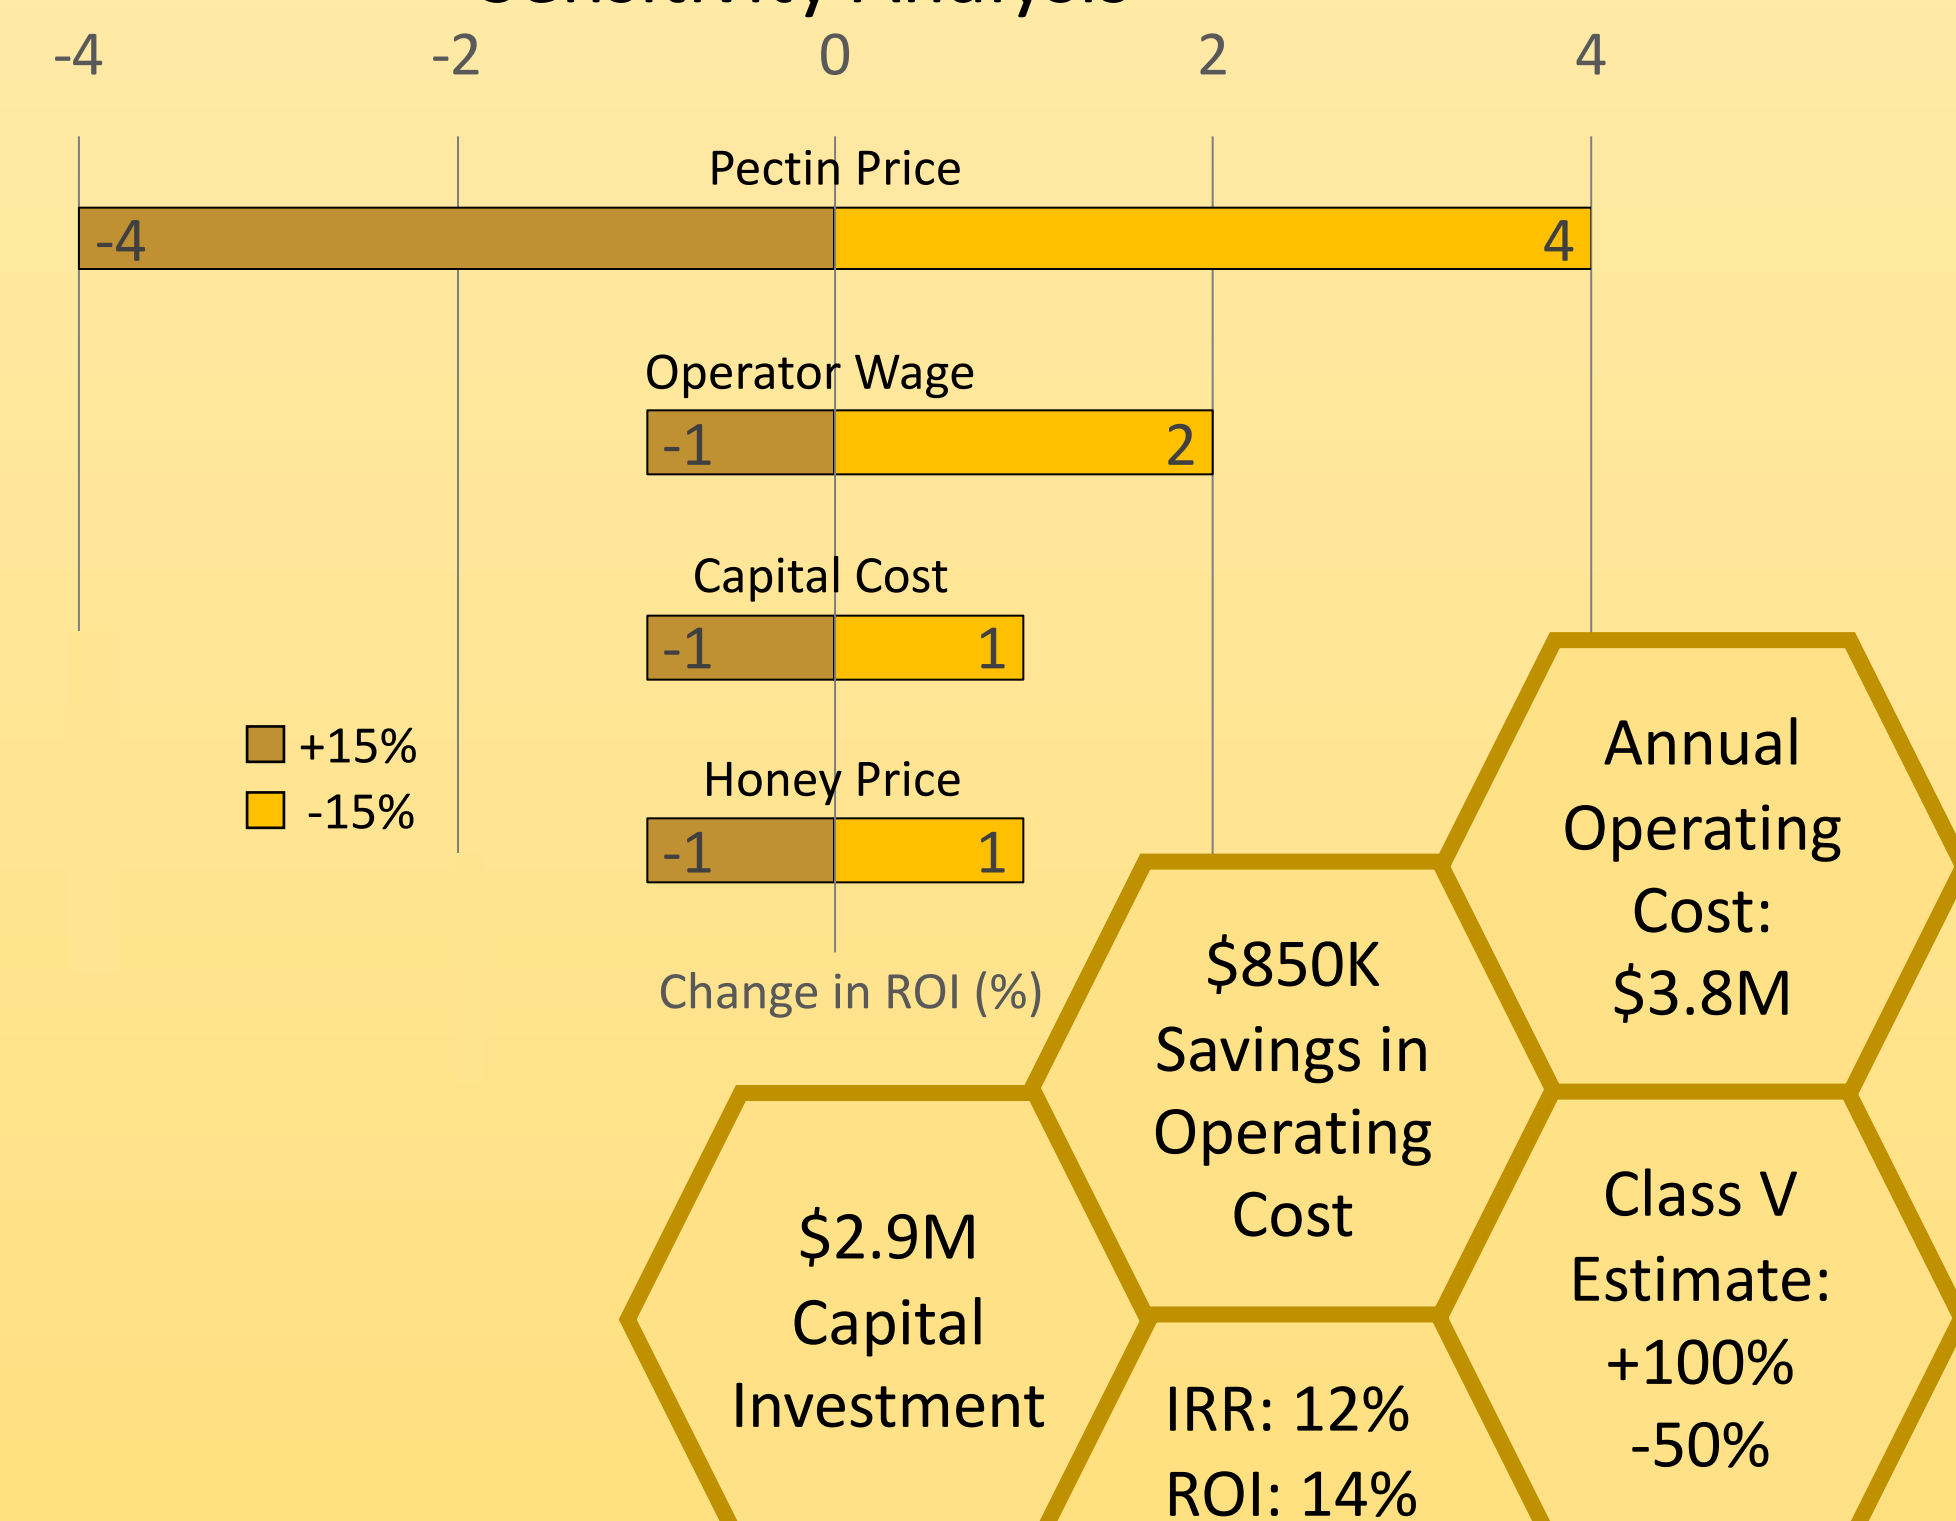 Sensitivity Analysis
-4 -2 0 2 4
Pectin Price
-4 4
Operator Wage
-1 2
Capital Cost
-1 1
+15%
-15%
Honey Price
-1 1
Change in ROI (%)
Annual
Operating
Cost:
$3.8M
$850K
Savings in
Operating
Cost
$2.9M
Capital
Investment
Class V
Estimate:
+100%
-50%
IRR: 12%
ROI: 14%